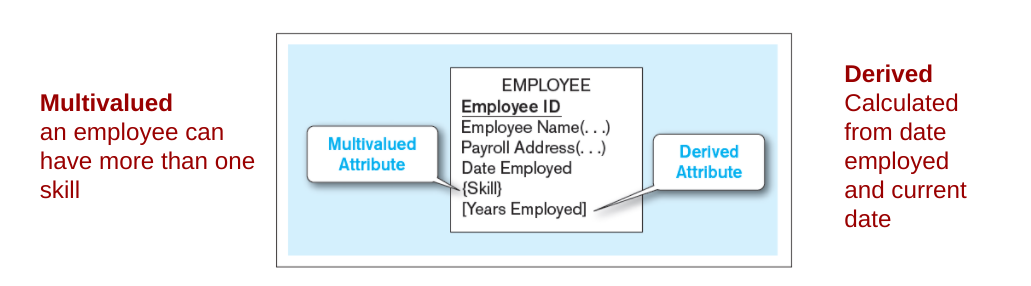 Multivalued
an employee can
have more than one
skill
EMPLOYEE
Employee ID
Employee Name(. . .)
Payroll Address(. . .)
Date Employed
{Skill}
[Years Employed]
Multivalued
Attribute
Derived
Attribute
Derived
Calculated
from date
employed
and current
date